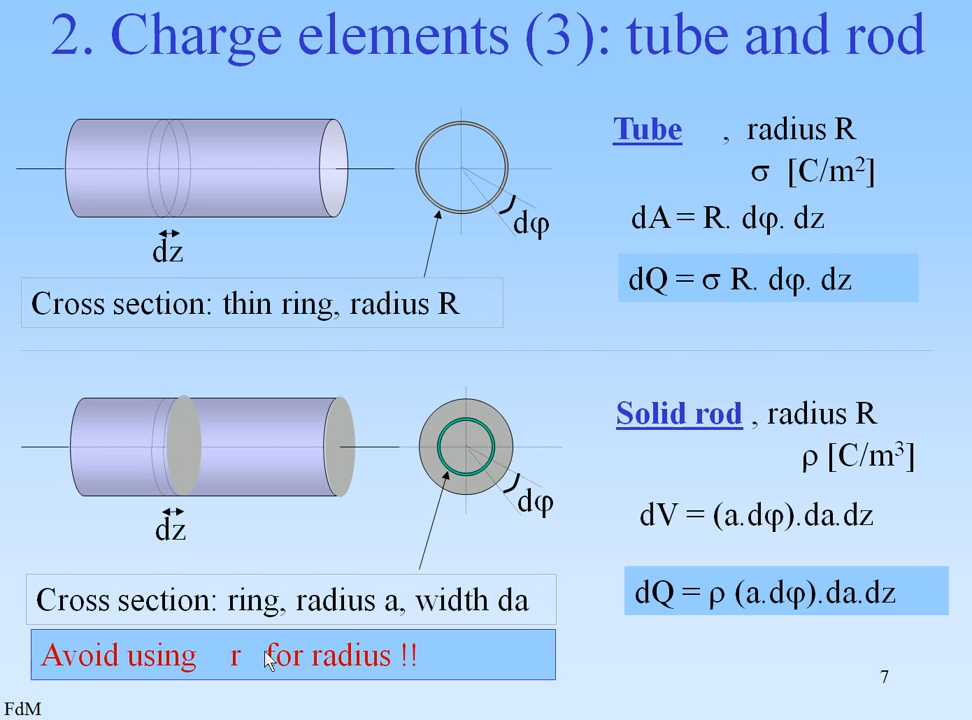 2. Charge elements (3): tube and rod
dz
dφ
Cross section: thin ring, radius R
Tube , radius R
σ [C/m²]
dA = R. dφ. dz
dQ = σ R. dφ. dz
dz
dφ
Cross section: ring, radius a, width da
Avoid using r for radius !!
Solid rod , radius R
ρ [C/m³]
dV = (a.dφ).da.dz
dQ = ρ (a.dφ).da.dz
7
FdM